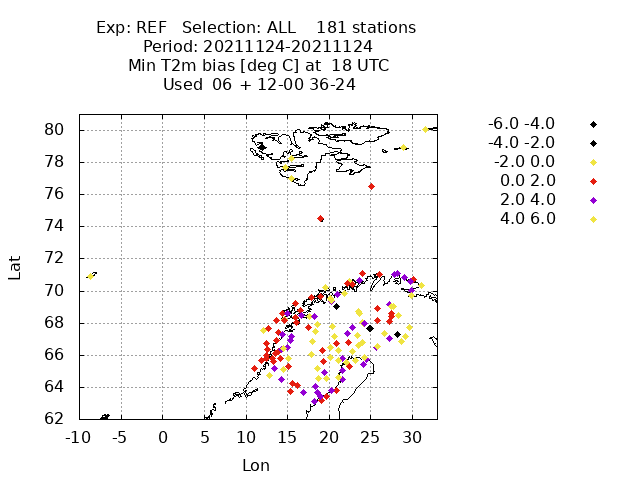 Exp: REF   Selection: ALL    181 stations
Period: 20211124-20211124
Min T2m bias [deg C] at  18 UTC
Used  06 + 12-00 36-24
80
78
76
74
72
70
68
66
64
62
-10 -5 0 5 10 15 20 25 30
Lat
Lon
-6.0 -4.0
-4.0 -2.0
-2.0 0.0
0.0 2.0
2.0 4.0
4.0 6.0